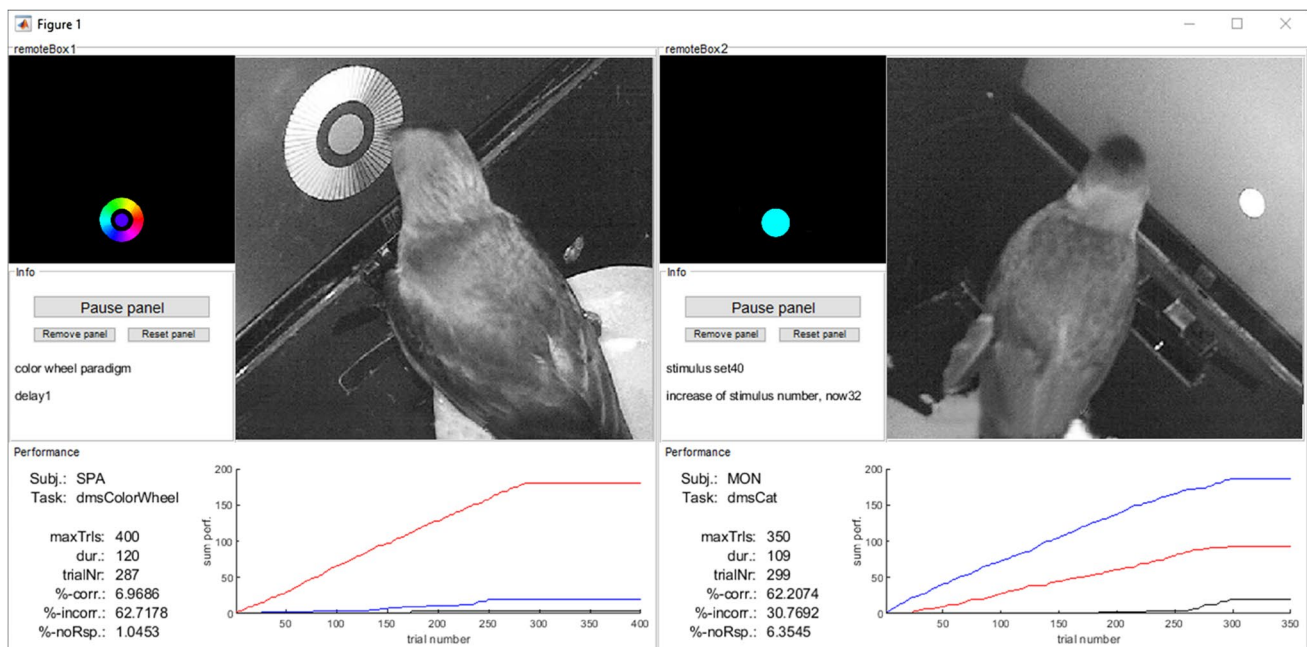 Figure 1
remoteBox1
Info
Pause panel
Remove panel Reset panel
color wheel paradigm
delay1
Performance
Subj.: SPA
Task: dmsColorWheel
maxTrls: 400
dur.: 120
trialNr: 287
%-corr.: 6.9686
%-incorr.: 62.7178
%-noRsp.: 1.0453
sum porf.
200
150
100
50
0
50 100 150 200 250 300 350 400
trial number
remoteBox2
Info
Pause panel
Remove panel Reset panel
stimulus set40
increase of stimulus number, now32
Performance
Subj.: MON
Task: dmsCat
maxTrls: 350
dur.: 109
trialNr: 299
%-corr.: 62.2074
%-incorr.: 30.7692
%-noRsp.: 6.3545
sum porf.
200
150
100
50
0
50 100 150 200 250 300 350
trial number